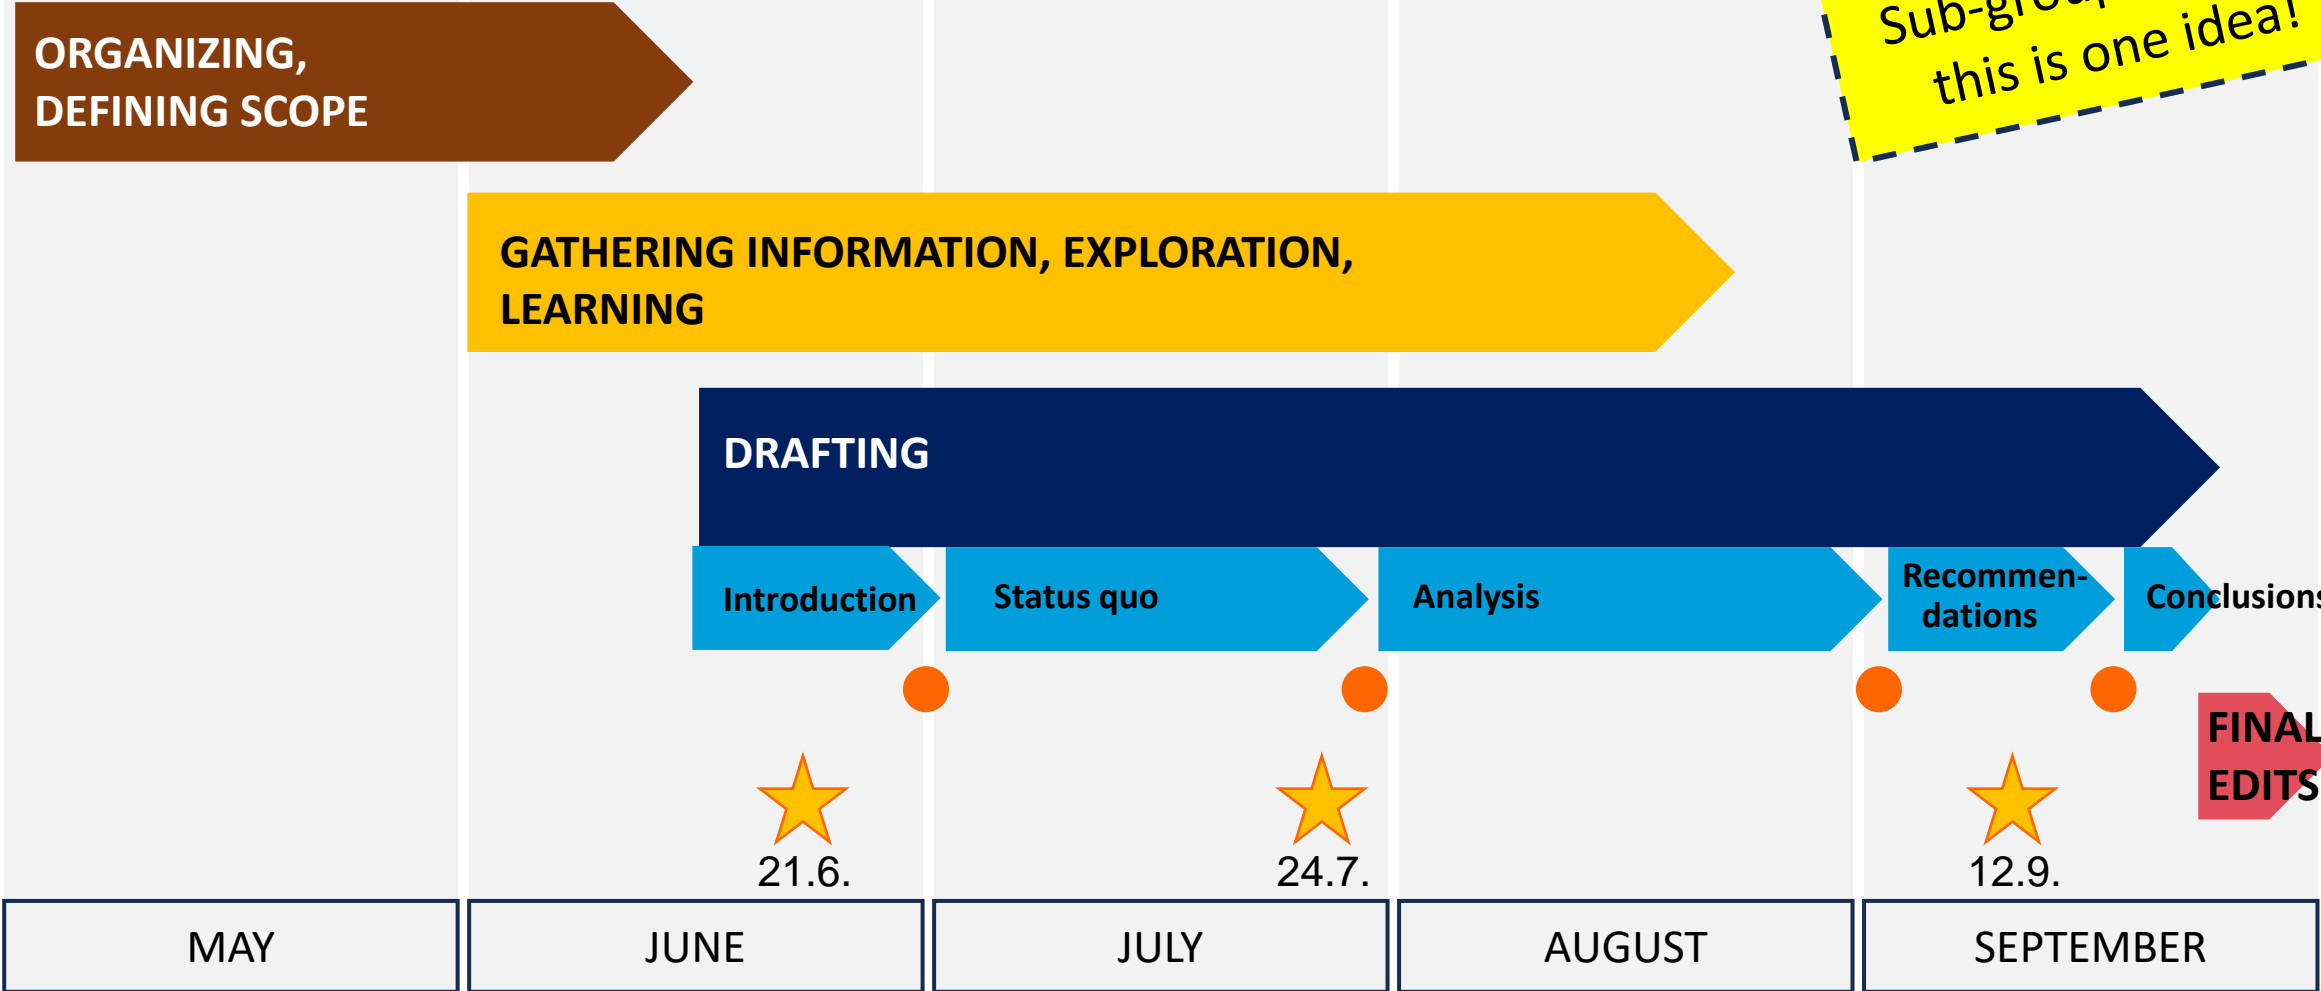 ORGANIZING,
DEFINING SCOPE
this is one idea!
GATHERING INFORMATION, EXPLORATION,
LEARNING
DRAFTING
Introduction
Status quo
Analysis
Recommen-
dations
Conclusions
FINAL
EDITS
21.6.
24.7.
12.9.
MAY
JUNE
JULY
AUGUST
SEPTEMBER